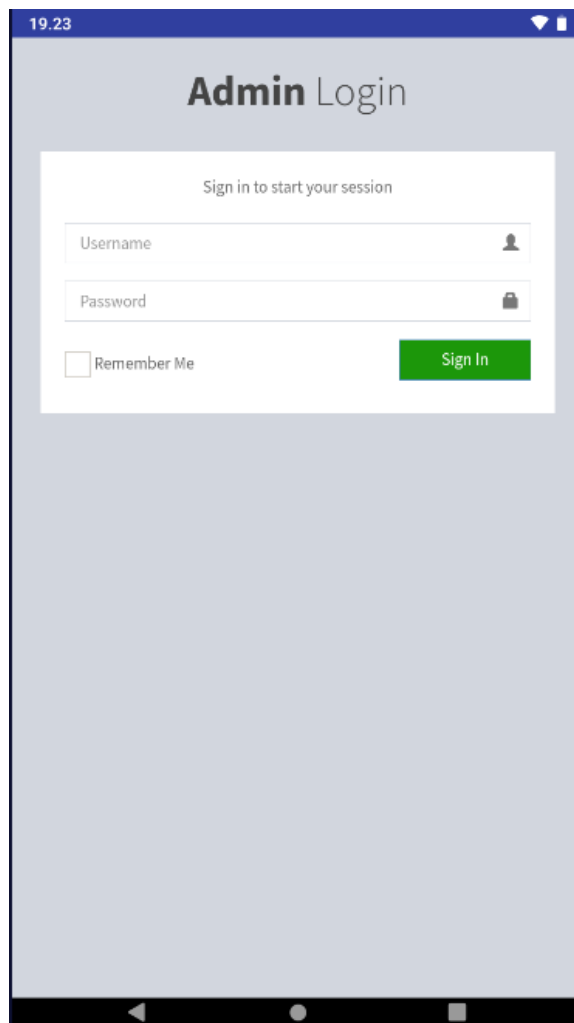 19.23
Admin Login
Sign in to start your session
Username
Password
Remember Me
Sign In